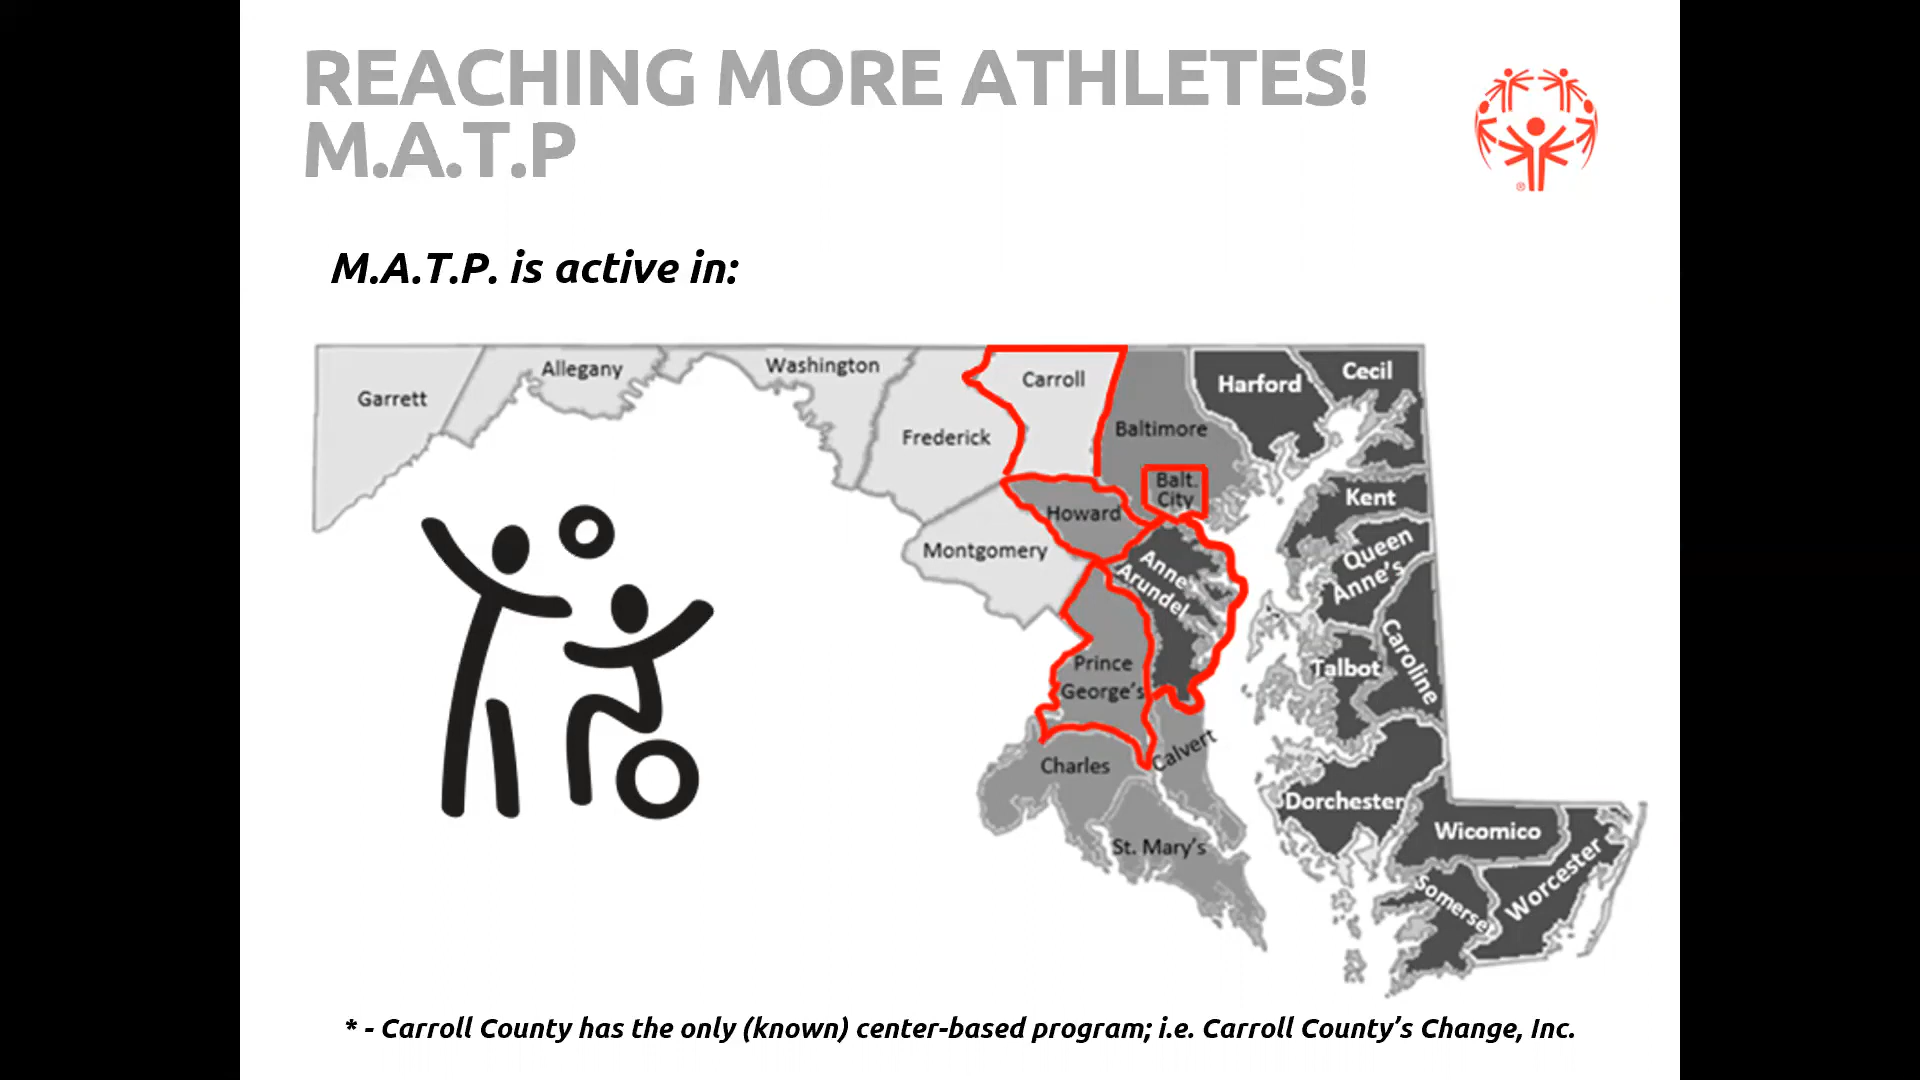 REACHING MORE ATHLETES!
M.A.T.P
®
M.A.T.P. is active in:
Garrett
Allegany
Washington
Frederick
Carroll
Baltimore
Harford
Cecil
Balt.
City
Howard
Montgomery
Anne
Arundel
Kent
Queen
Anne's
Caroline
Talbot
Prince
George's
Charles
Calvert
St. Mary's
Dorchester
Wicomico
Worcester
Somerse
* - Carroll County has the only (known) center-based program; i.e. Carroll County’s Change, Inc.